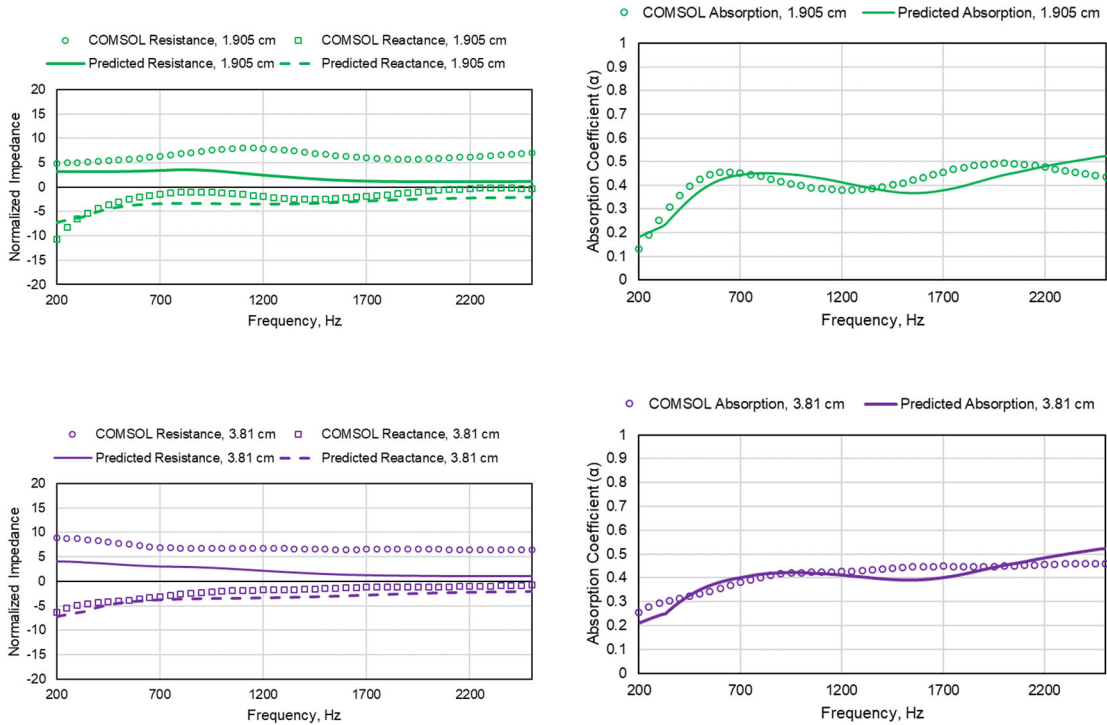 COMSOL Resistance, 1.905 cm COMSOL Reactance, 1.905 cm
Predicted Resistance, 1.905 cm Predicted Reactance, 1.905 cm
Normalized Impedance
20
15
10
5
0
-5
-10
-15
-20
200 700 1200 1700 2200
Frequency, Hz
COMSOL Absorption, 1.905 cm Predicted Absorption, 1.905 cm
Absorption Coefficient (α)
1
0.9
0.8
0.7
0.6
0.5
0.4
0.3
0.2
0.1
0
200 700 1200 1700 2200
Frequency, Hz
COMSOL Resistance, 3.81 cm COMSOL Reactance, 3.81 cm
Predicted Resistance, 3.81 cm Predicted Reactance, 3.81 cm
Normalized Impedance
20
15
10
5
0
-5
-10
-15
-20
200 700 1200 1700 2200
Frequency, Hz
COMSOL Absorption, 3.81 cm Predicted Absorption, 3.81 cm
Absorption Coefficient (α)
1
0.9
0.8
0.7
0.6
0.5
0.4
0.3
0.2
0.1
0
200 700 1200 1700 2200
Frequency, Hz